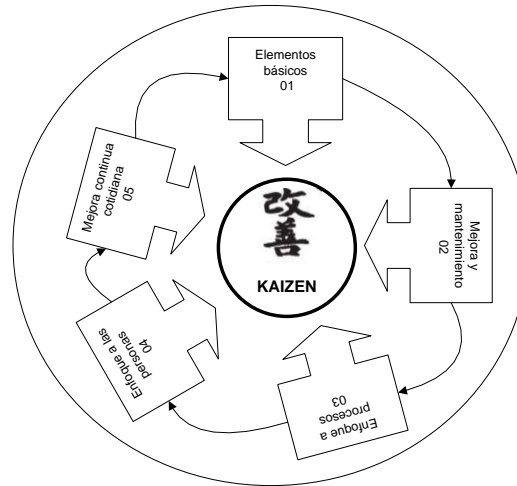 Elementos
básicos
01
Mejora y
mantenimiento
02
Enfoque a
procesos
03
Enfoque a las
personas
04
Mejora continua
cotidiana
05
改
善
KAIZEN